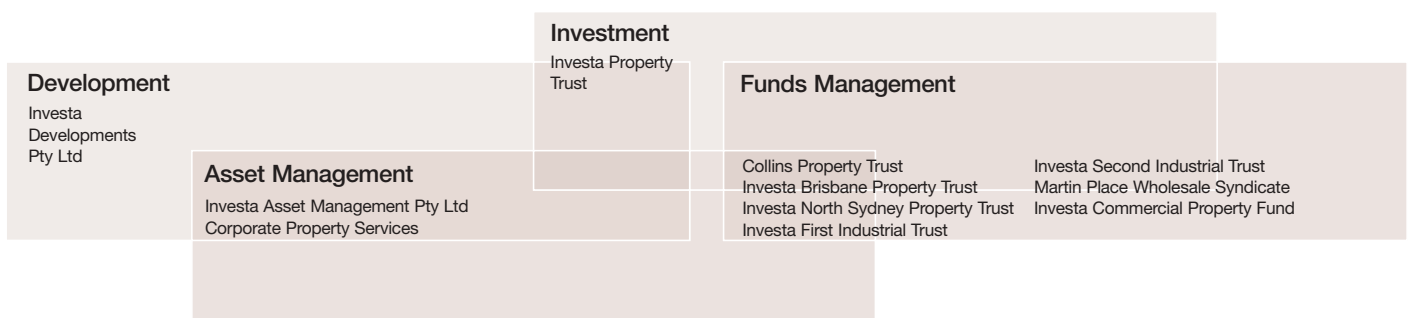 Investment
Investa Property
Trust
Development
Investa
Developments
Pty Ltd
Asset Management
Investa Asset Management Pty Ltd
Corporate Property Services
Funds Management
Collins Property Trust
Investa Brisbane Property Trust
Investa North Sydney Property Trust
Investa First Industrial Trust
Investa Second Industrial Trust
Martin Place Wholesale Syndicate
Investa Commercial Property Fund